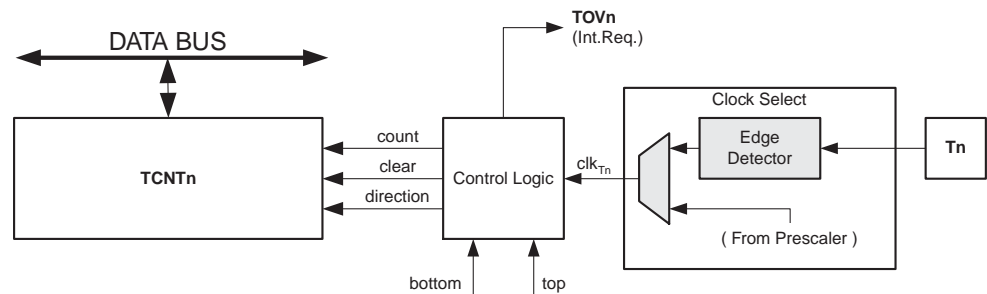 TOVn
(Int.Req.)
DATA BUS
Clock Select
count
Edge
Detector
Tn
TCNTn
clear
Control Logic
clkTn
direction
( From Prescaler )
bottom
top